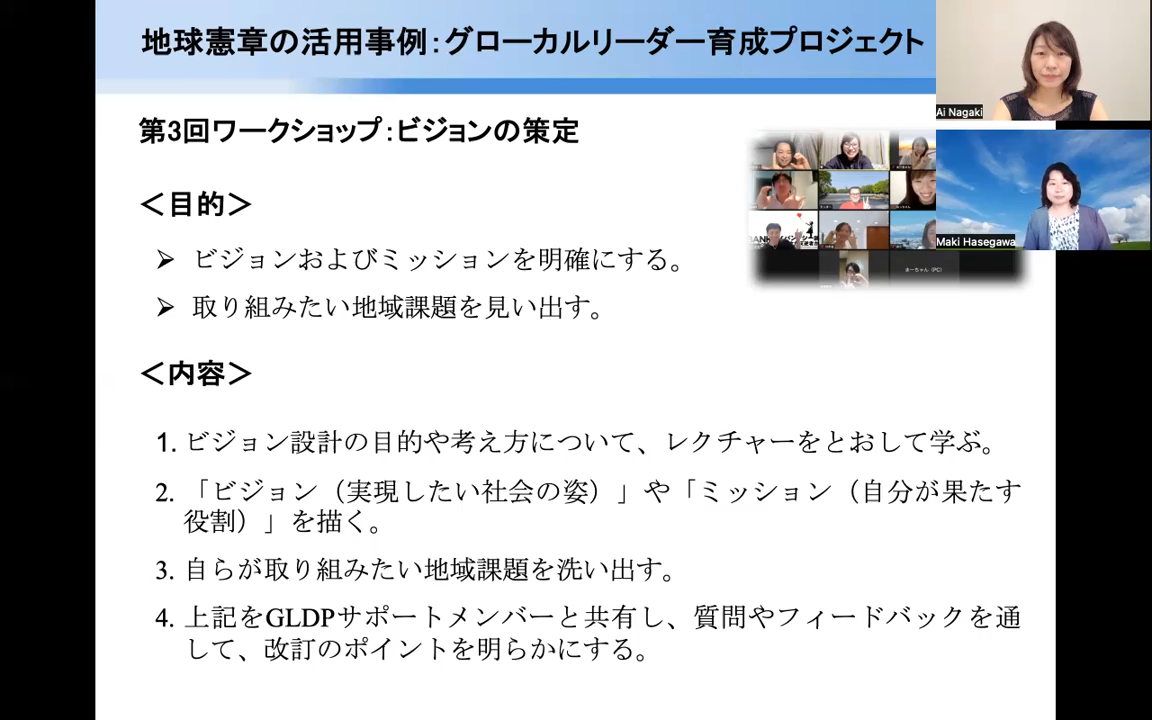 地球憲章の活用事例：グローカルリーダー育成プロジェクト
第3回ワークショップ：ビジョンの策定
＜目的＞
➢ ビジョンおよびミッションを明確にする。
➢ 取り組みたい地域課題を見い出す。
＜内容＞
1. ビジョン設計の目的や考え方について、レクチャーをとおして学ぶ。
2. 「ビジョン（実現したい社会の姿）」や「ミッション（自分が果たす
役割）」を描く。
3. 自らが取り組みたい地域課題を洗い出す。
4. 上記をGLDPサポートメンバーと共有し、質問やフィードバックを通
して、改訂のポイントを明らかにする。
Ai Nagaki
Maki Hasegawa
まーちゃん (PC)